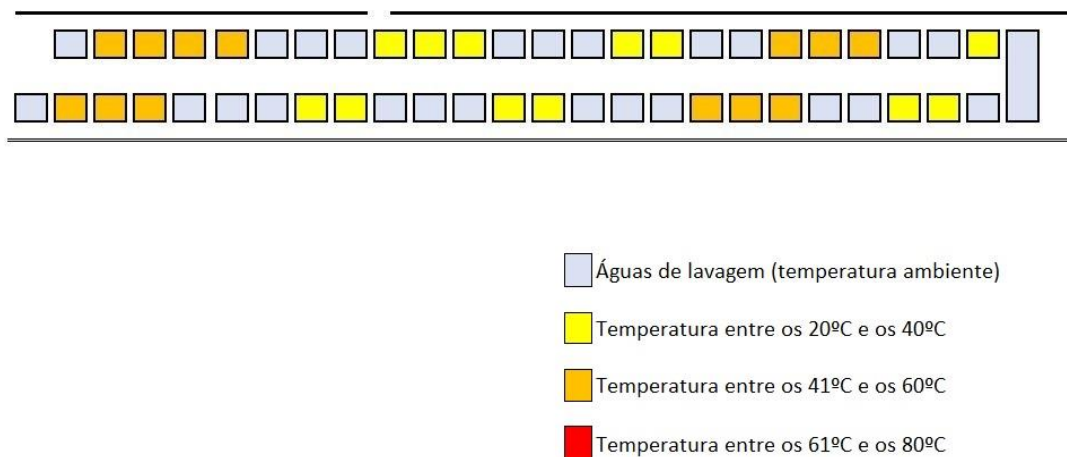 Águas de lavagem (temperatura ambiente)
Temperatura entre os 20ºC e os 40ºC
Temperatura entre os 41ºC e os 60ºC
Temperatura entre os 61ºC e os 80ºC